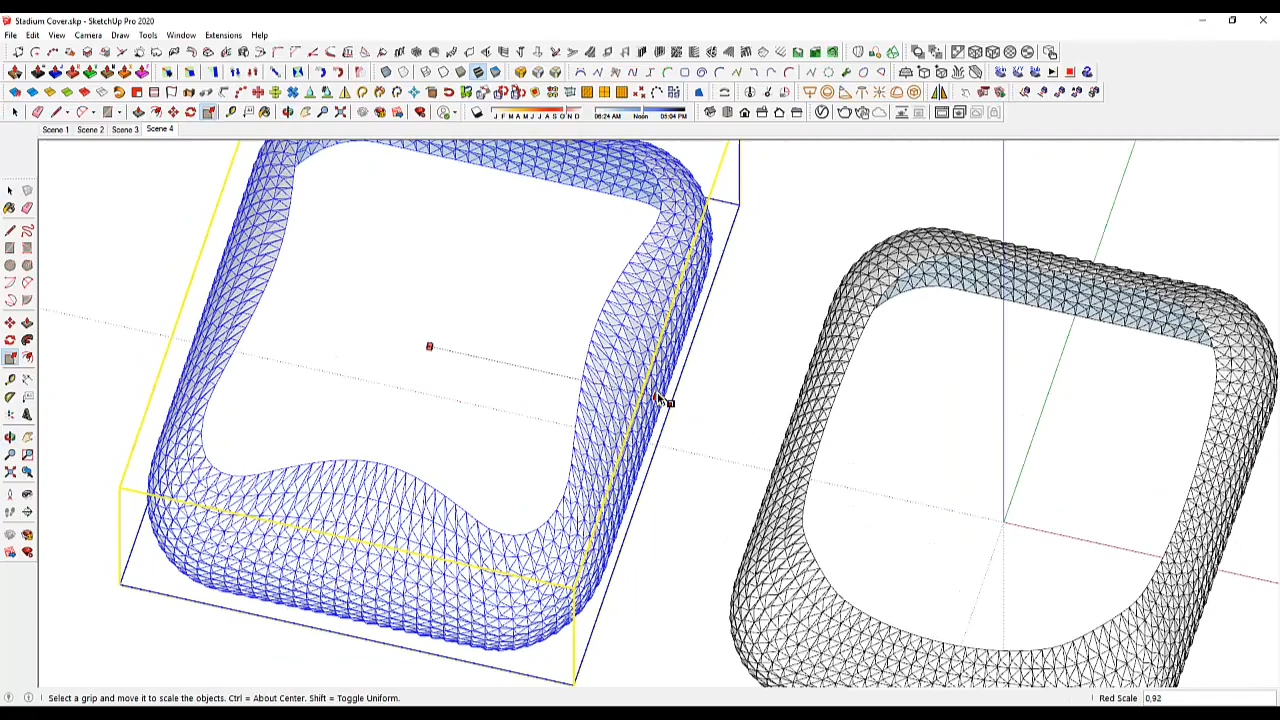 Stadium Cover.skp - SketchUp Pro 2020
File Edit View Camera Draw Tools Window Extensions Help
J F M A M J J A S O N D 06:24 AM Noon 05:04 PM
Scene 1 Scene 2 Scene 3 Scene 4
Select a grip and move it to scale the objects. Ctrl = About Center. Shift = Toggle Uniform. Red Scale 0,92